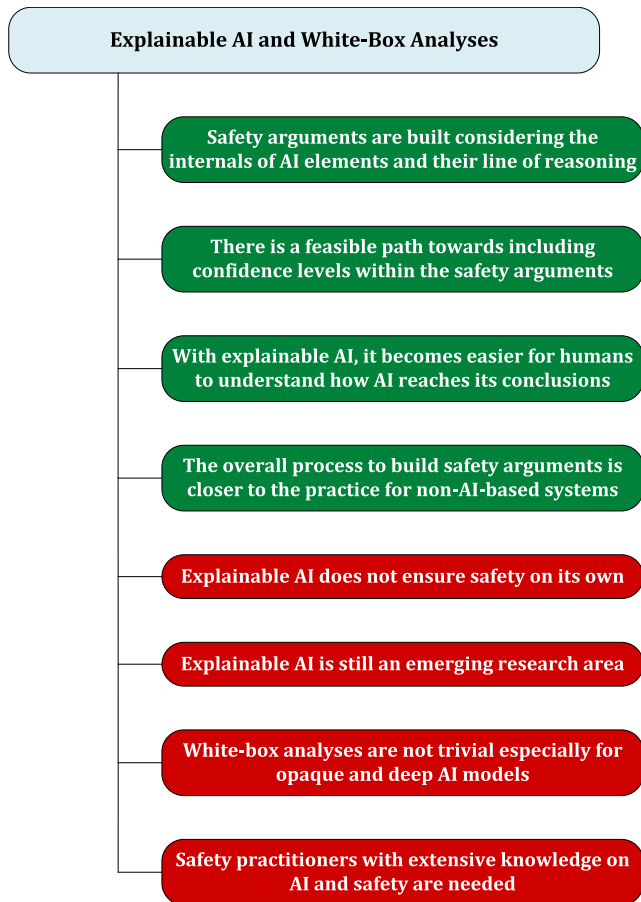 Explainable AI and White-Box Analyses
Safety arguments are built considering the
internals of AI elements and their line of reasoning
There is a feasible path towards including
confidence levels within the safety arguments
With explainable AI, it becomes easier for humans
to understand how AI reaches its conclusions
The overall process to build safety arguments is
closer to the practice for non-AI-based systems
Explainable AI does not ensure safety on its own
Explainable AI is still an emerging research area
White-box analyses are not trivial especially for
opaque and deep AI models
Safety practitioners with extensive knowledge on
AI and safety are needed